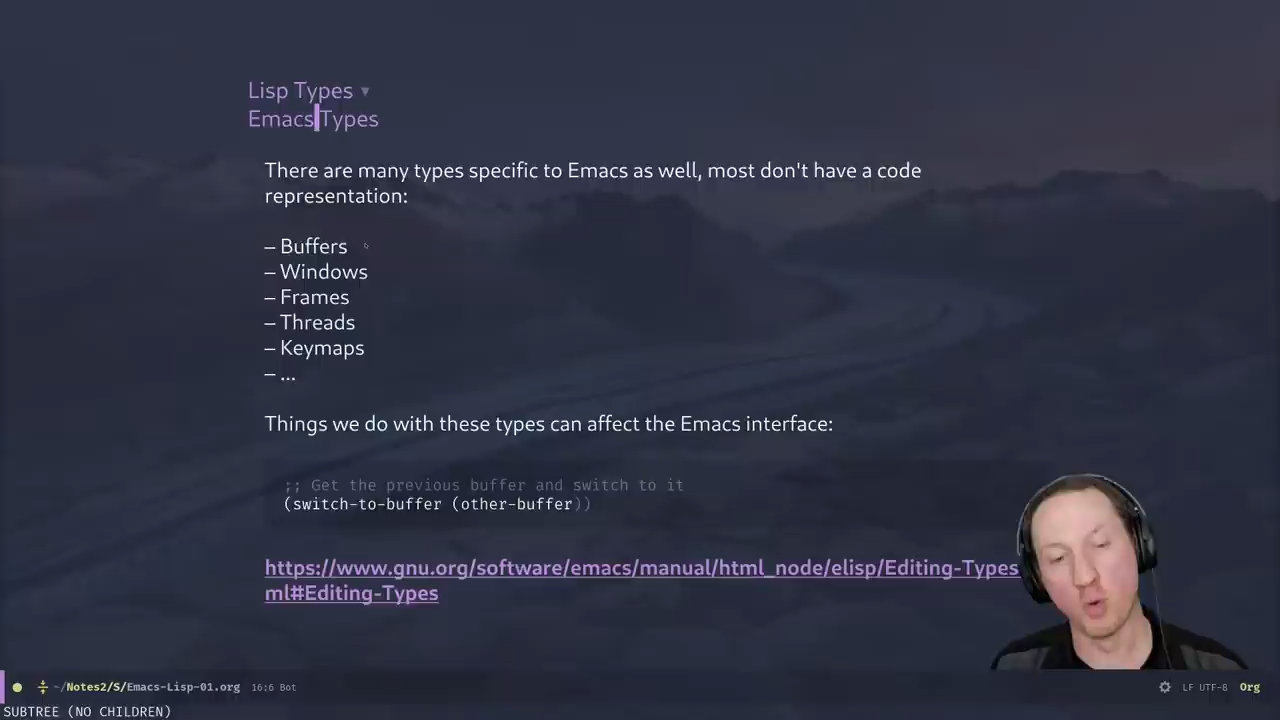 Lisp Types ▾
Emacs Types
There are many types specific to Emacs as well, most don't have a code
representation:
– Buffers
– Windows
– Frames
– Threads
– Keymaps
– ...
Things we do with these types can affect the Emacs interface:
;; Get the previous buffer and switch to it
(switch-to-buffer (other-buffer))
https://www.gnu.org/software/emacs/manual/html_node/elisp/Editing-Types
ml#Editing-Types
~/Notes2/S/Emacs-Lisp-01.org 16:6 Bot LF UTF-8 Org
SUBTREE (NO CHILDREN)